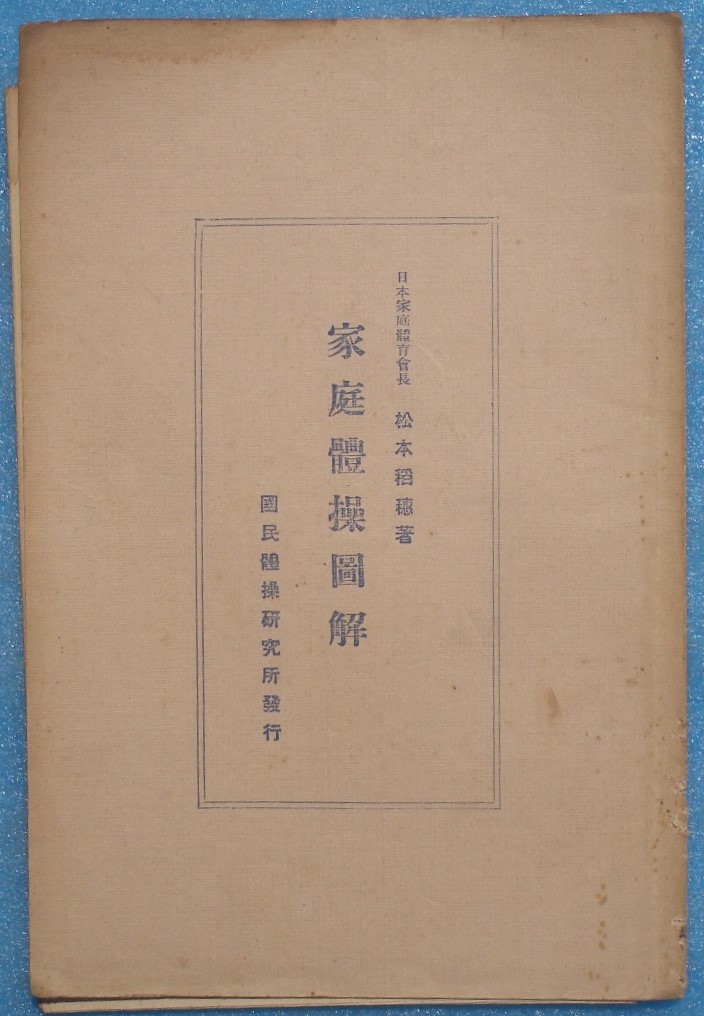 日本家庭體育會長 松本稻穗著
家庭體操圖解
國民體操研究所發行